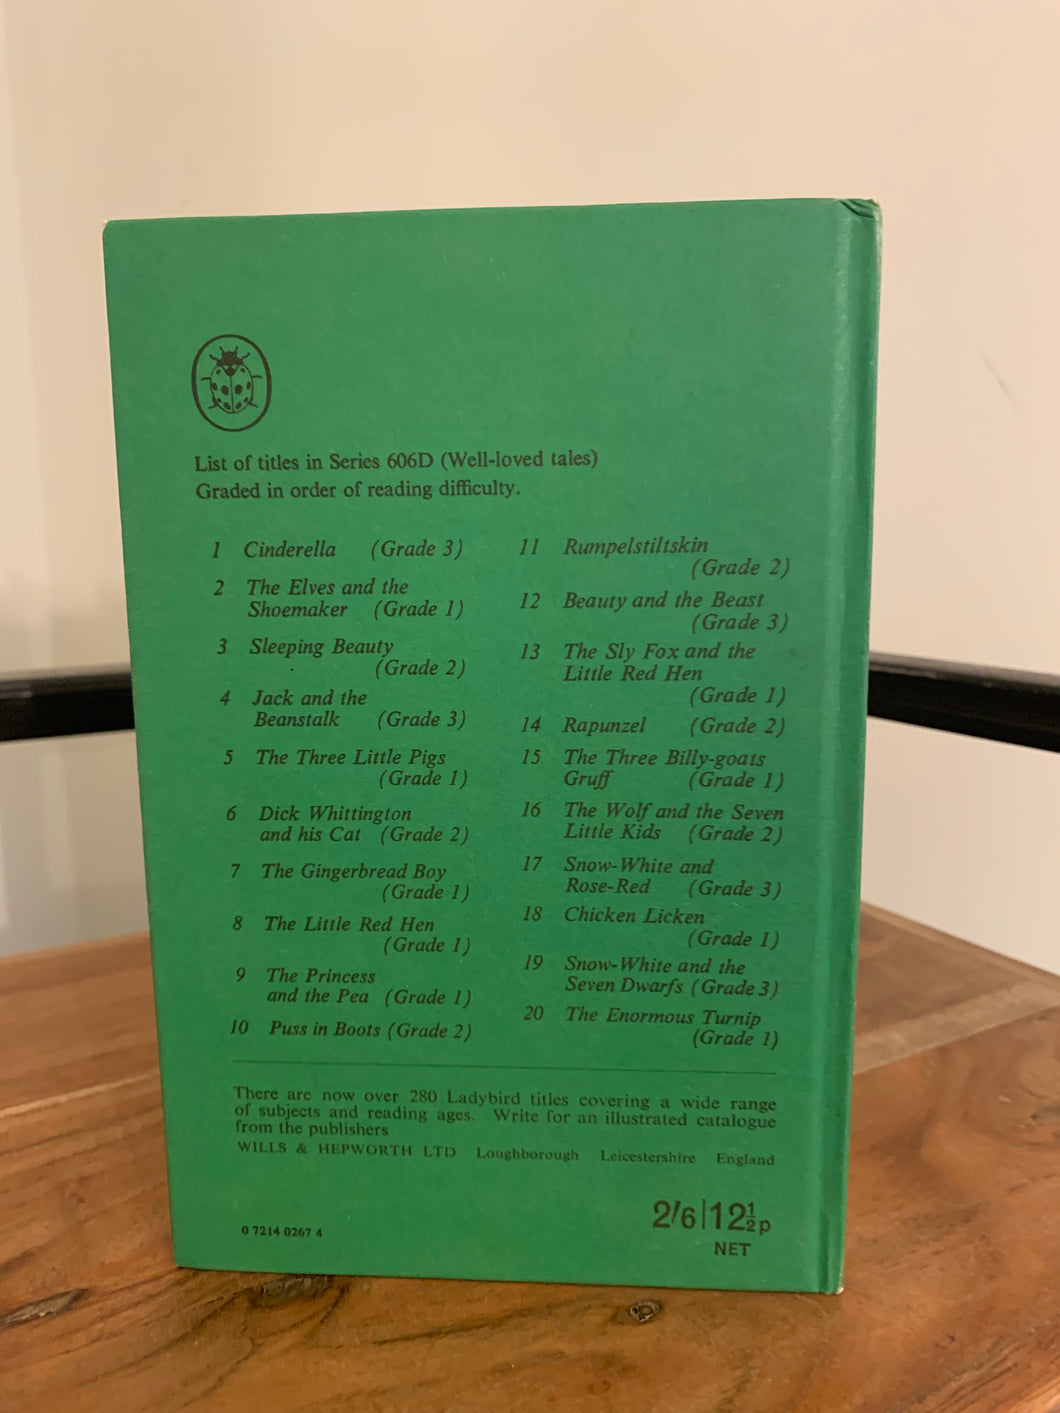 List of titles in Series 606D (Well-loved tales)
Graded in order of reading difficulty.
1 Cinderella (Grade 3)
2 The Elves and the
Shoemaker (Grade 1)
3 Sleeping Beauty
(Grade 2)
4 Jack and the
Beanstalk (Grade 3)
5 The Three Little Pigs
(Grade 1)
6 Dick Whittington
and his Cat (Grade 2)
7 The Gingerbread Boy
(Grade 1)
8 The Little Red Hen
(Grade 1)
9 The Princess
and the Pea (Grade 1)
10 Puss in Boots (Grade 2)
11 Rumpelstiltskin
(Grade 2)
12 Beauty and the Beast
(Grade 3)
13 The Sly Fox and the
Little Red Hen
(Grade 1)
14 Rapunzel (Grade 2)
15 The Three Billy-goats
Gruff (Grade 1)
16 The Wolf and the Seven
Little Kids (Grade 2)
17 Snow-White and
Rose-Red (Grade 3)
18 Chicken Licken
(Grade 1)
19 Snow-White and the
Seven Dwarfs (Grade 3)
20 The Enormous Turnip
(Grade 1)
There are now over 280 Ladybird titles covering a wide range
of subjects and reading ages. Write for an illustrated catalogue
from the publishers
WILLS & HEPWORTH LTD Loughborough Leicestershire England
0 7214 0267 4
2/6|12½p
NET